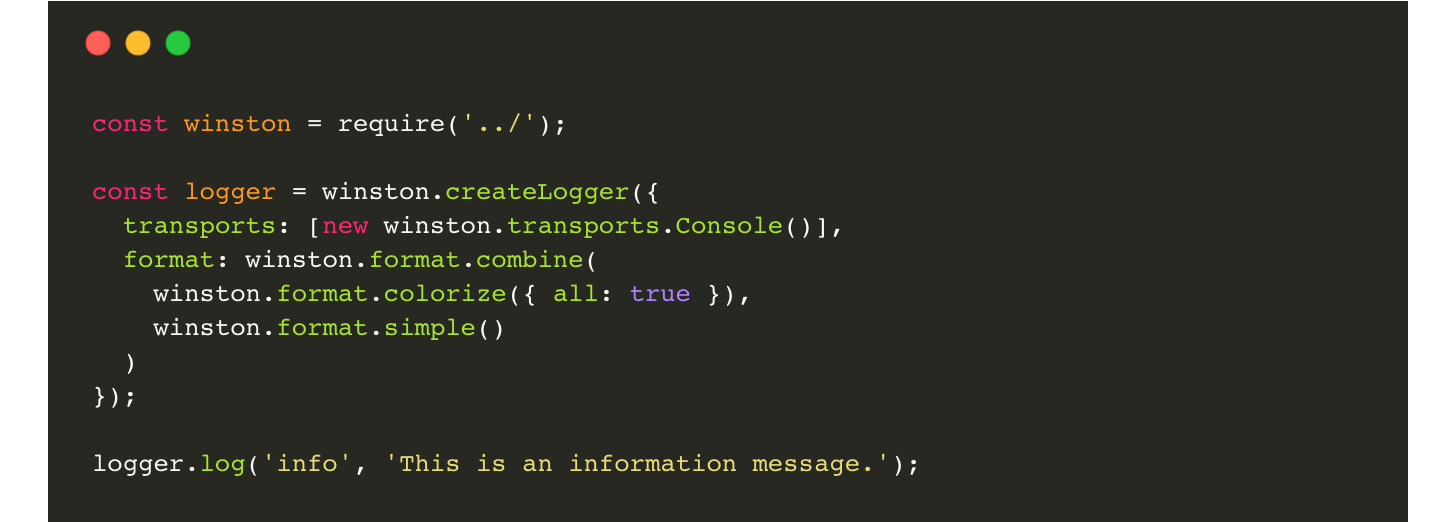 const winston = require('../');

const logger = winston.createLogger({
  transports: [new winston.transports.Console()],
  format: winston.format.combine(
    winston.format.colorize({ all: true }),
    winston.format.simple()
  )
});

logger.log('info', 'This is an information message.');